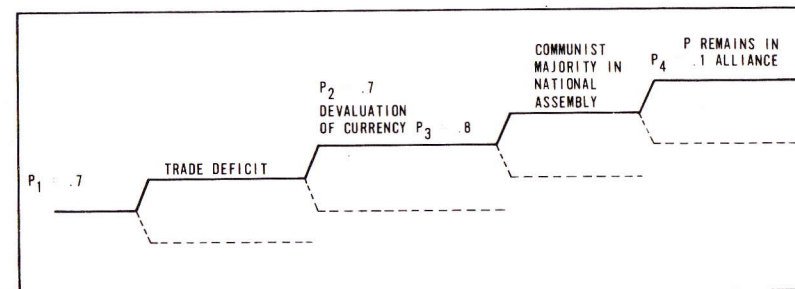 P1 = .7
TRADE DEFICIT
P2 = .7
DEVALUATION
OF CURRENCY P3 = .8
COMMUNIST
MAJORITY IN
NATIONAL
ASSEMBLY
P REMAINS IN
P4 = .1 ALLIANCE